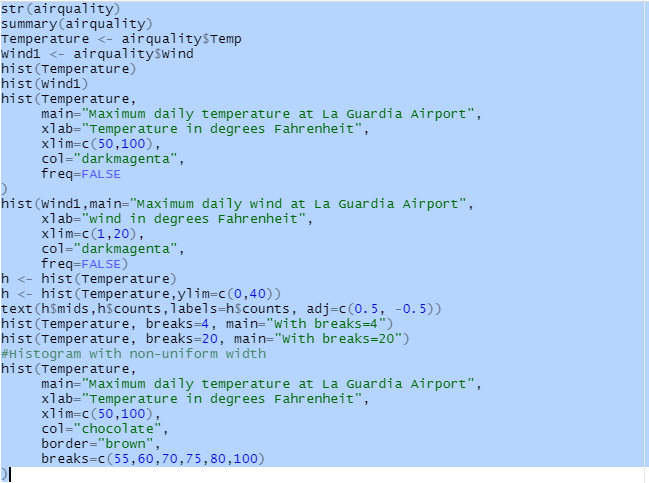 str(airquality)
summary(airquality)
Temperature <- airquality$Temp
Wind1 <- airquality$Wind
hist(Temperature)
hist(Wind1)
hist(Temperature,
     main="Maximum daily temperature at La Guardia Airport",
     xlab="Temperature in degrees Fahrenheit",
     xlim=c(50,100),
     col="darkmagenta",
     freq=FALSE
)
hist(Wind1,main="Maximum daily wind at La Guardia Airport",
     xlab="wind in degrees Fahrenheit",
     xlim=c(1,20),
     col="darkmagenta",
     freq=FALSE)
h <- hist(Temperature)
h <- hist(Temperature,ylim=c(0,40))
text(h$mids,h$counts,labels=h$counts, adj=c(0.5, -0.5))
hist(Temperature, breaks=4, main="With breaks=4")
hist(Temperature, breaks=20, main="With breaks=20")
#Histogram with non-uniform width
hist(Temperature,
     main="Maximum daily temperature at La Guardia Airport",
     xlab="Temperature in degrees Fahrenheit",
     xlim=c(50,100),
     col="chocolate",
     border="brown",
     breaks=c(55,60,70,75,80,100)
)